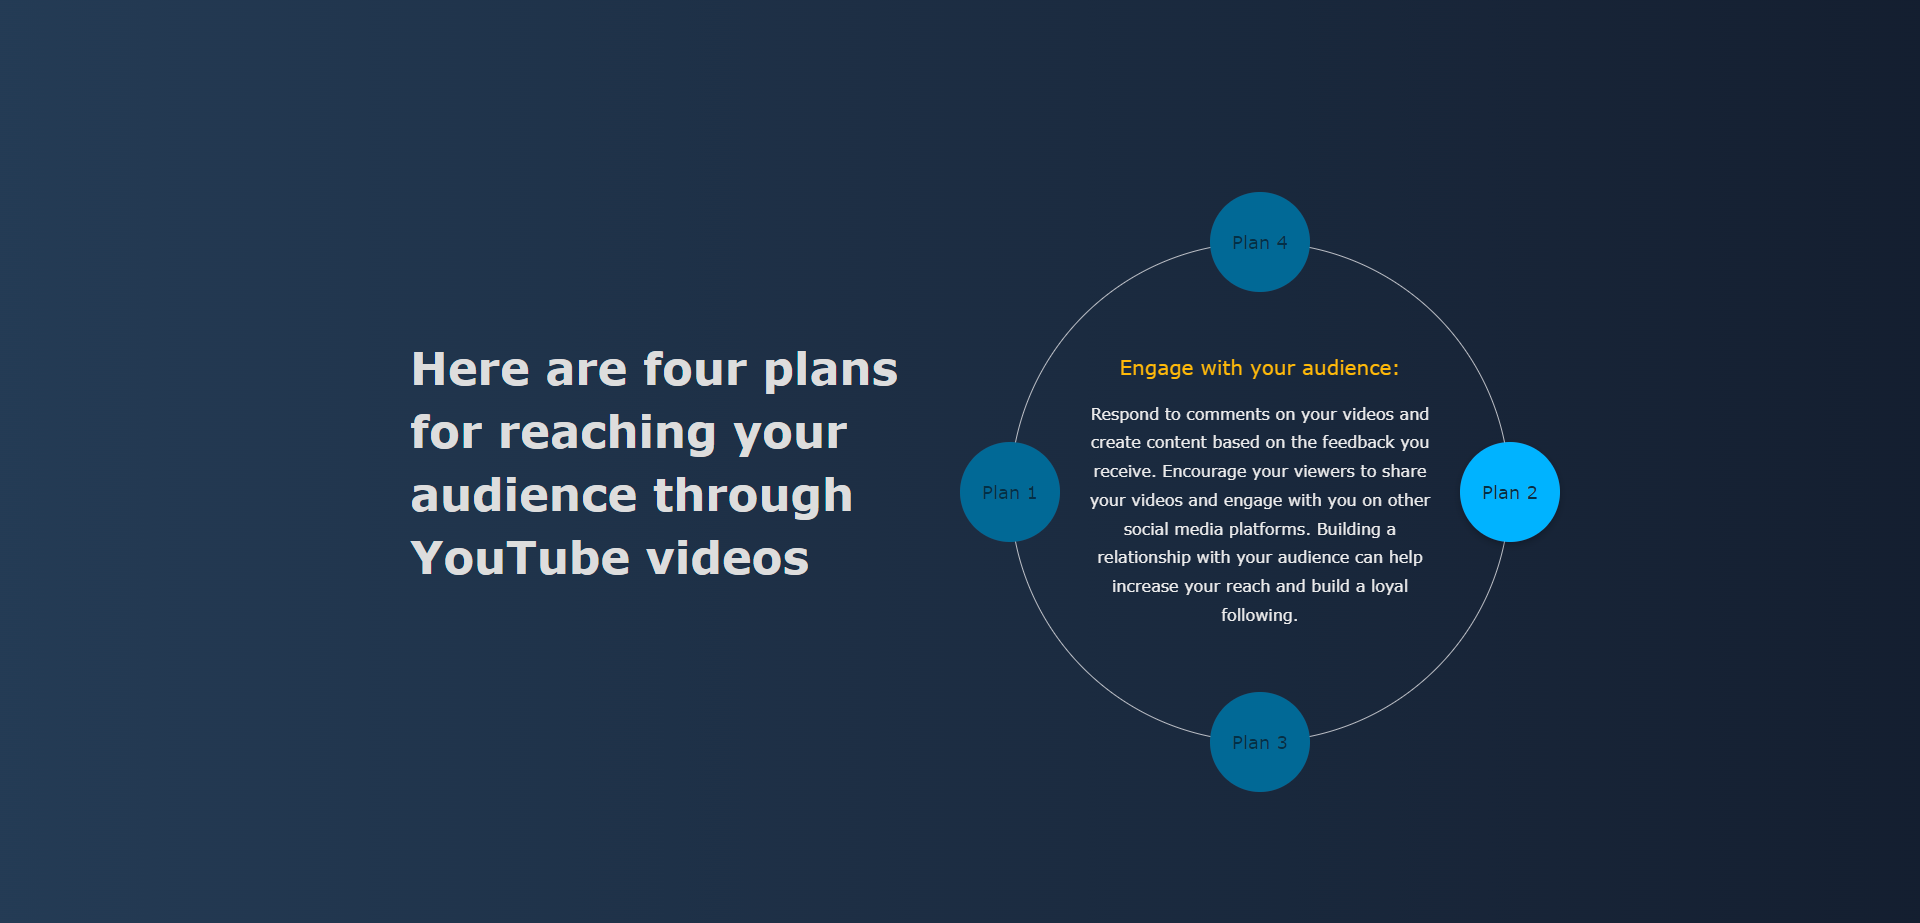 Here are four plans
for reaching your
audience through
YouTube videos
Plan 4
Engage with your audience:
Respond to comments on your videos and
create content based on the feedback you
receive. Encourage your viewers to share
your videos and engage with you on other
social media platforms. Building a
relationship with your audience can help
increase your reach and build a loyal
following.
Plan 1
Plan 2
Plan 3